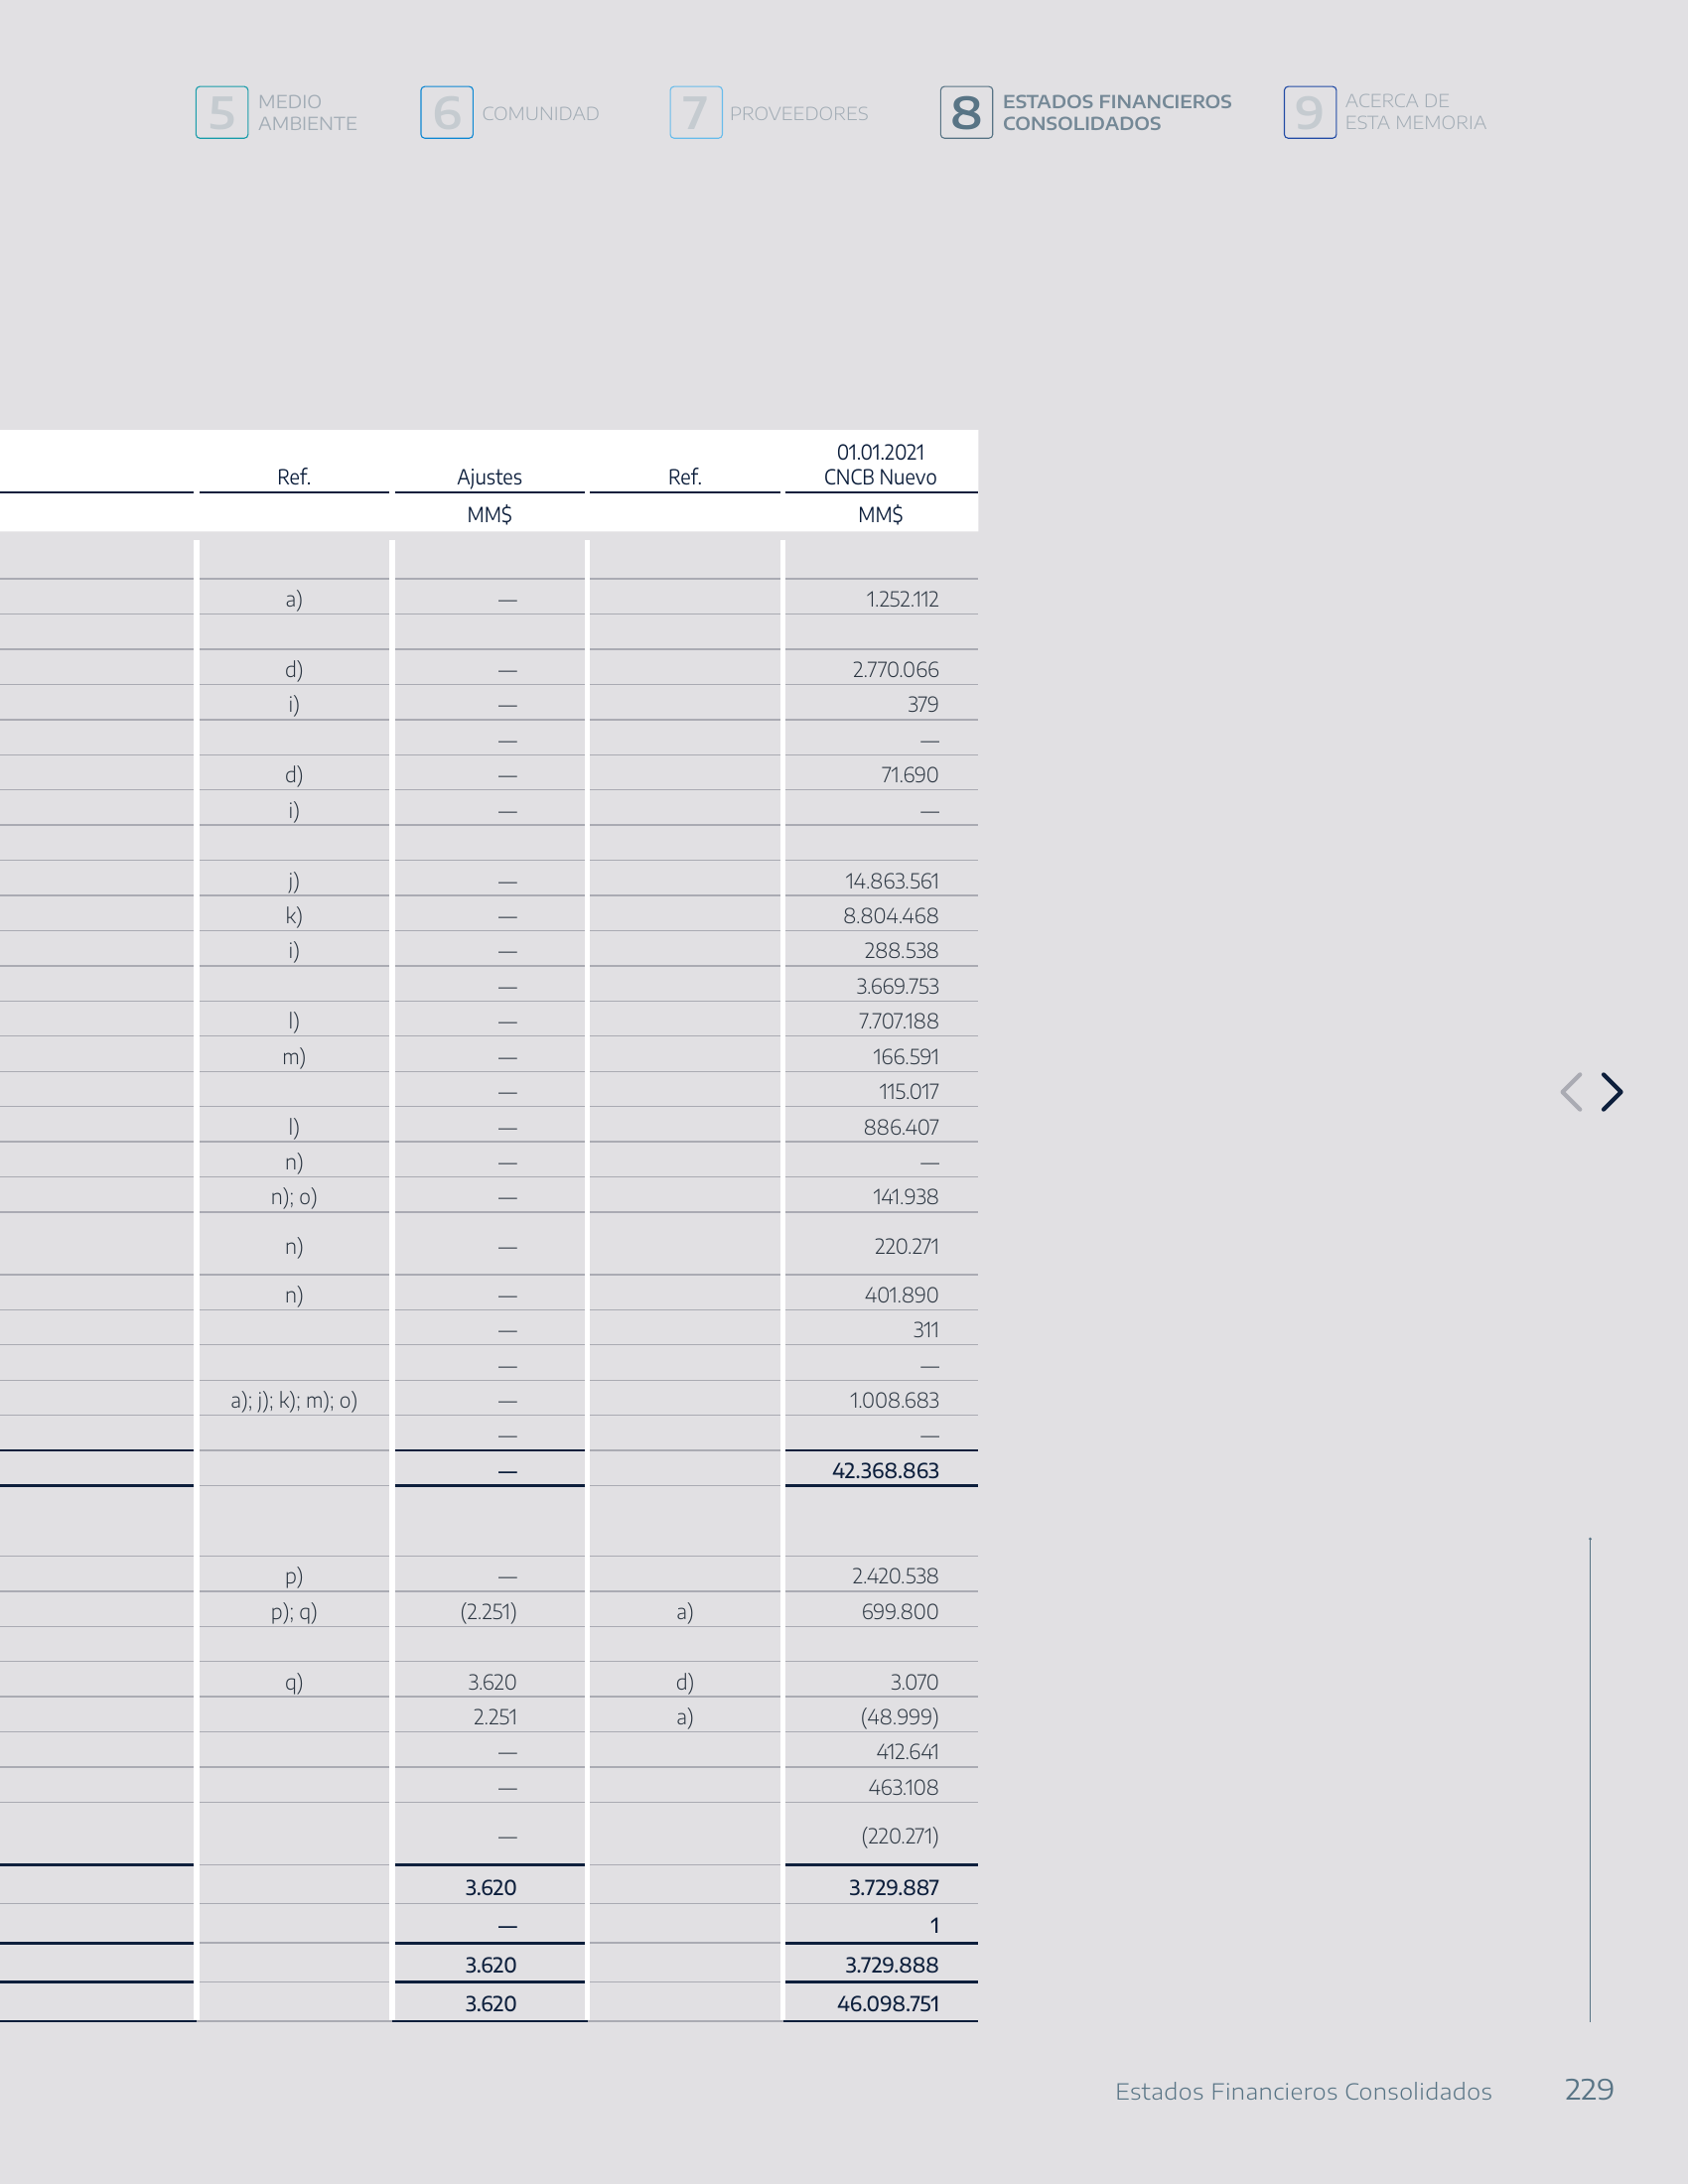 5 MEDIO AMBIENTE
6 COMUNIDAD
7 PROVEEDORES
8 ESTADOS FINANCIEROS CONSOLIDADOS
9 ACERCA DE ESTA MEMORIA
Ref. Ajustes Ref. 01.01.2021 CNCB Nuevo
MM$ MM$
a) — 1.252.112
d) — 2.770.066
i) — 379
— —
d) — 71.690
i) — —
j) — 14.863.561
k) — 8.804.468
i) — 288.538
— 3.669.753
l) — 7.707.188
m) — 166.591
— 115.017
l) — 886.407
n) — —
n); o) — 141.938
n) — 220.271
n) — 401.890
— 311
— —
a); j); k); m); o) — 1.008.683
— —
— 42.368.863
p) — 2.420.538
p); q) (2.251) a) 699.800
q) 3.620 d) 3.070
2.251 a) (48.999)
— 412.641
— 463.108
— (220.271)
3.620 3.729.887
— 1
3.620 3.729.888
3.620 46.098.751
Estados Financieros Consolidados 229